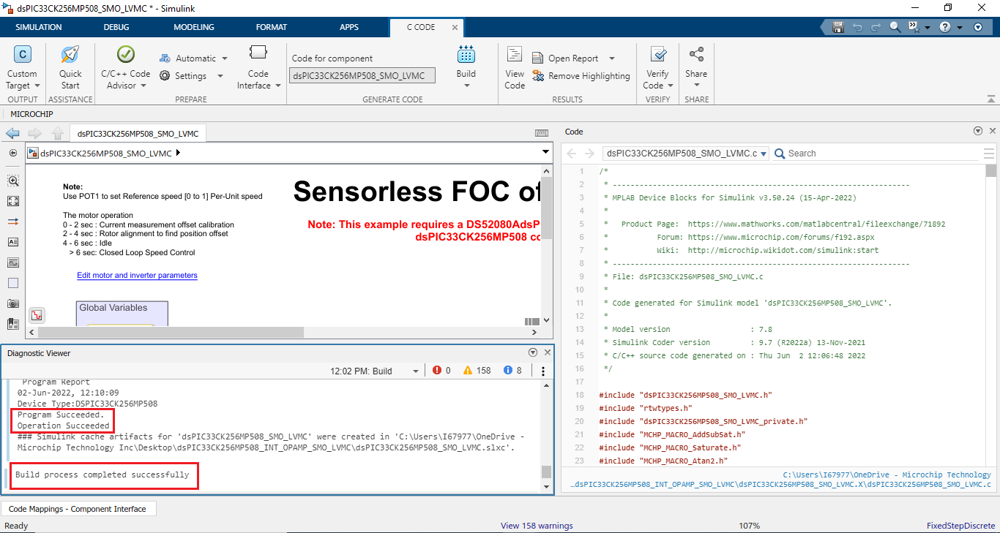 dsPIC33CK256MP508_SMO_LVMC * - Simulink
SIMULATION DEBUG MODELING FORMAT APPS C CODE
Custom Target
Quick Start
C/C++ Code Advisor
Automatic
Settings
Code Interface
Code for component
dsPIC33CK256MP508_SMO_LVMC
Build
View Code
Open Report
Remove Highlighting
Verify Code
Share
OUTPUT ASSISTANCE PREPARE GENERATE CODE RESULTS VERIFY SHARE
MICROCHIP
dsPIC33CK256MP508_SMO_LVMC
dsPIC33CK256MP508_SMO_LVMC
Note:
Use POT1 to set Reference speed [0 to 1] Per-Unit speed
The motor operation
0 - 2 sec : Current measurement offset calibration
2 - 4 sec : Rotor alignment to find position offset
4 - 6 sec : Idle
> 6 sec: Closed Loop Speed Control
Edit motor and inverter parameters
Global Variables
Sensorless FOC of
Note: This example requires a DS52080AdsP
dsPIC33CK256MP508 co
Diagnostic Viewer
12:02 PM: Build 0 158 8
Program Report
02-Jun-2022, 12:10:09
Device Type:DSPIC33CK256MP508
Program Succeeded.
Operation Succeeded
### Simulink cache artifacts for 'dsPIC33CK256MP508_SMO_LVMC' were created in 'C:\Users\I67977\OneDrive -
Microchip Technology Inc\Desktop\dsPIC33CK256MP508_INT_OPAMP_SMO_LVMC\dsPIC33CK256MP508_SMO_LVMC.slxc'.
Build process completed successfully
Code
dsPIC33CK256MP508_SMO_LVMC.c Search
1 /*
2 * ---------------------------------------------------------------
3 * MPLAB Device Blocks for Simulink v3.50.24 (15-Apr-2022)
4 *
5 * Product Page: https://www.mathworks.com/matlabcentral/fileexchange/71892
6 * Forum: https://www.microchip.com/forums/f192.aspx
7 * Wiki: http://microchip.wikidot.com/simulink:start
8 * ---------------------------------------------------------------
9 * File: dsPIC33CK256MP508_SMO_LVMC.c
10 *
11 * Code generated for Simulink model 'dsPIC33CK256MP508_SMO_LVMC'.
12 *
13 * Model version : 7.8
14 * Simulink Coder version : 9.7 (R2022a) 13-Nov-2021
15 * C/C++ source code generated on : Thu Jun  2 12:06:48 2022
16 */
17
18 #include "dsPIC33CK256MP508_SMO_LVMC.h"
19 #include "rtwtypes.h"
20 #include "dsPIC33CK256MP508_SMO_LVMC_private.h"
21 #include "MCHP_MACRO_AddSubSat.h"
22 #include "MCHP_MACRO_Saturate.h"
23 #include "MCHP_MACRO_Atan2.h"
C:\Users\I67977\OneDrive - Microchip Technology
...dsPIC33CK256MP508_INT_OPAMP_SMO_LVMC\dsPIC33CK256MP508_SMO_LVMC.X\dsPIC33CK256MP508_SMO_LVMC.c
Code Mappings - Component Interface
Ready View 158 warnings 107% FixedStepDiscrete